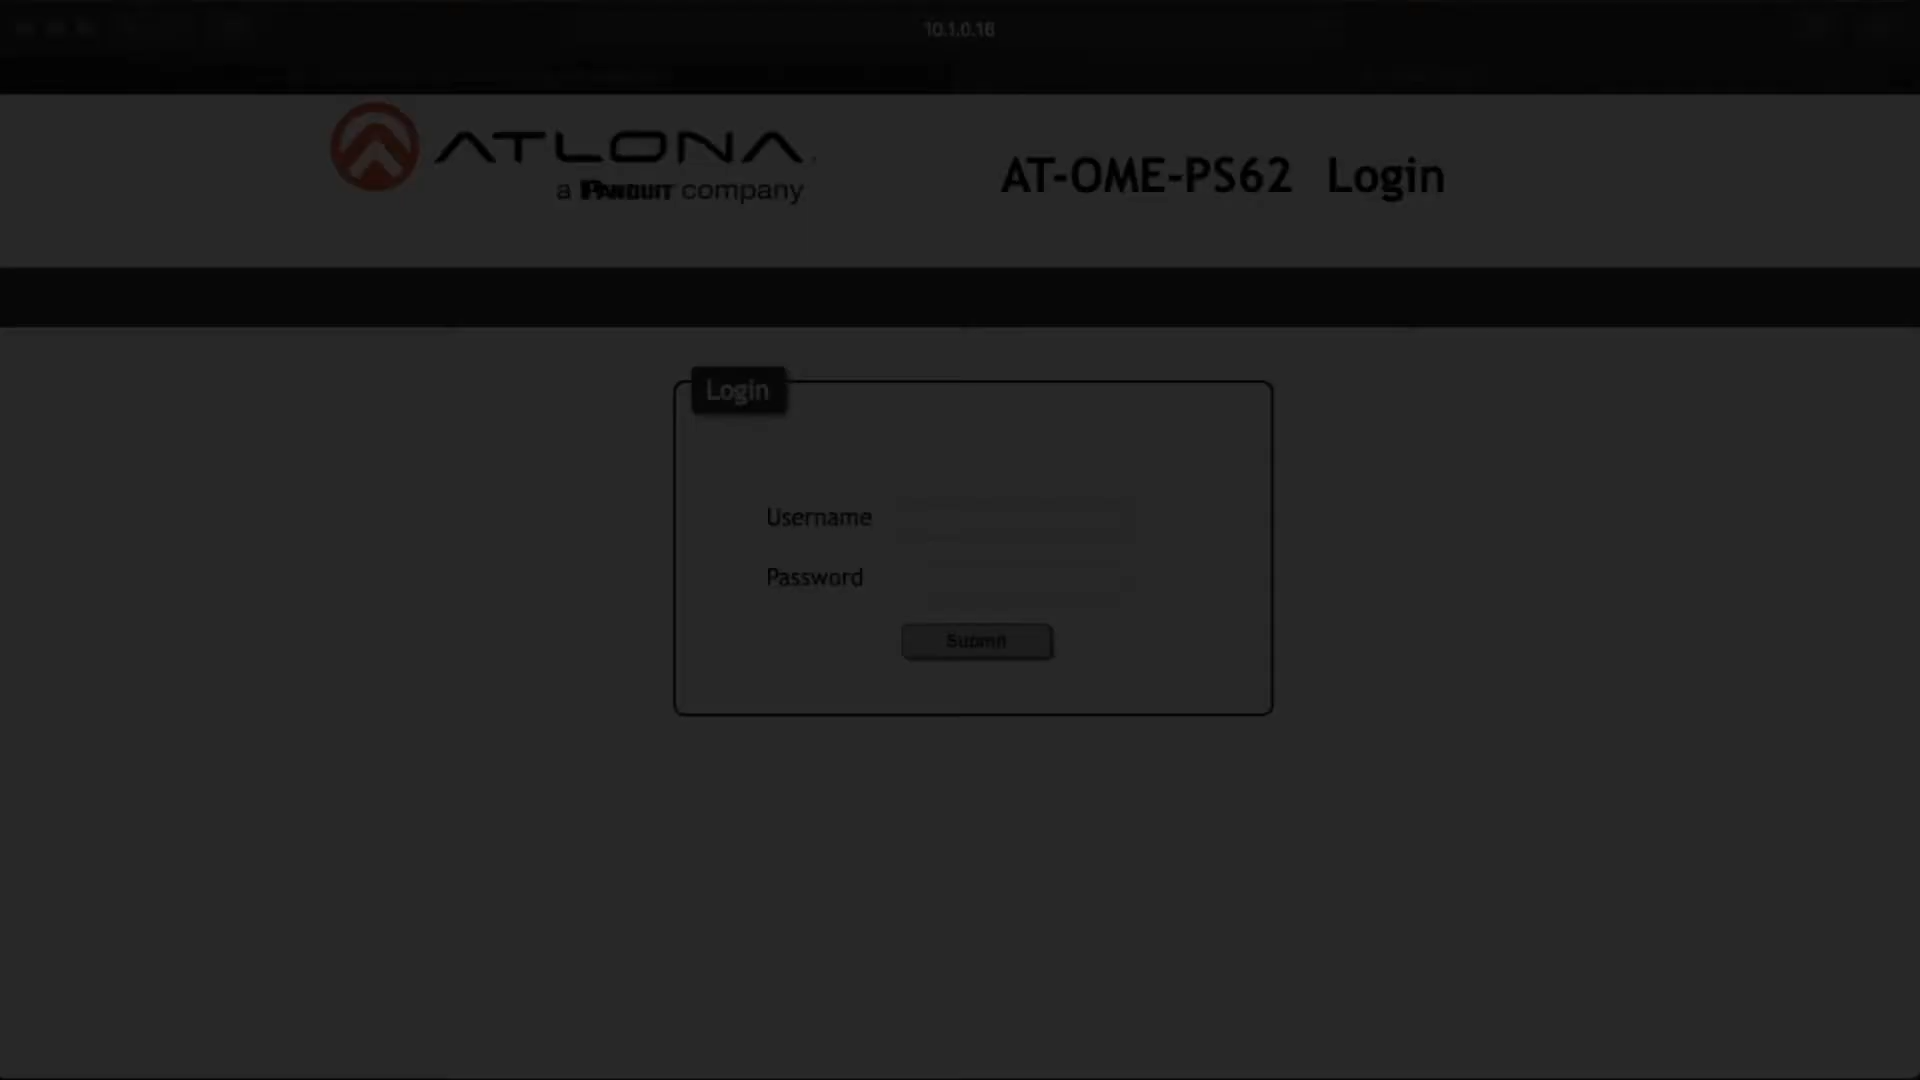 10.1.0.16
ATLONA
a PANDUIT company
AT-OME-PS62 Login
Login
Username
Password
Submit